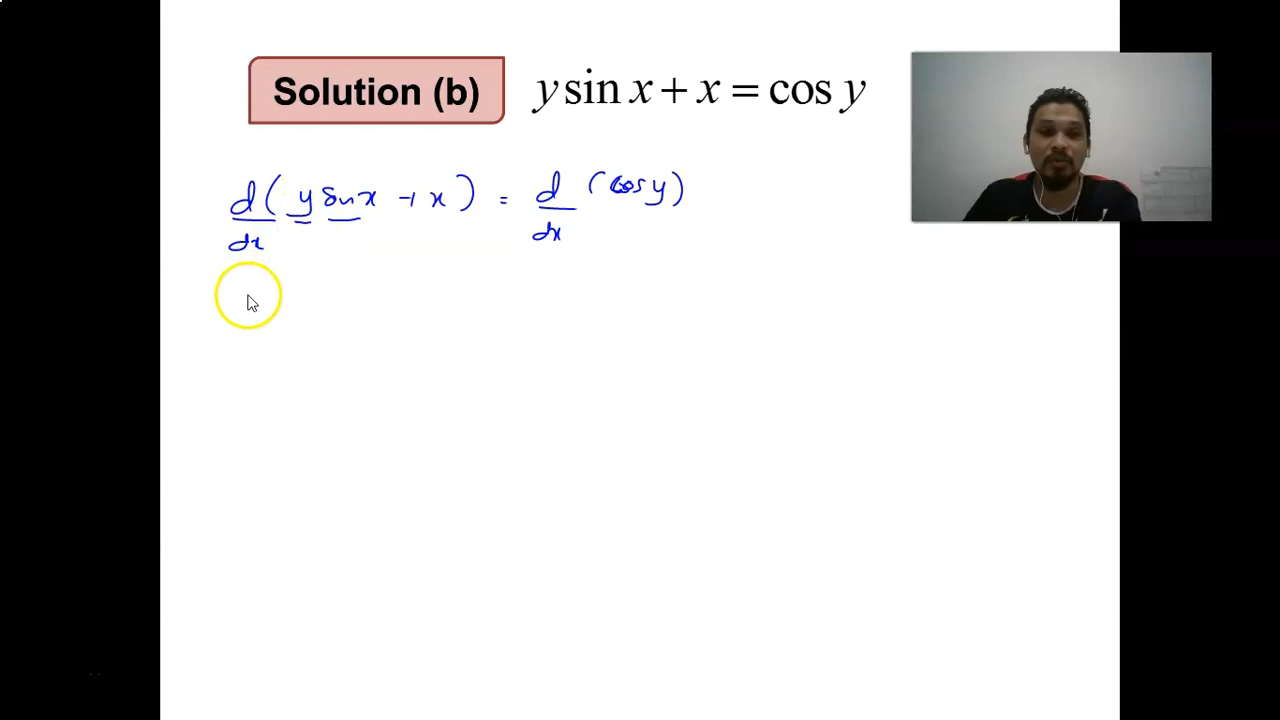 Solution (b) y sin x + x = cos y
d/dx ( y sin x + x ) = d/dx (cos y)